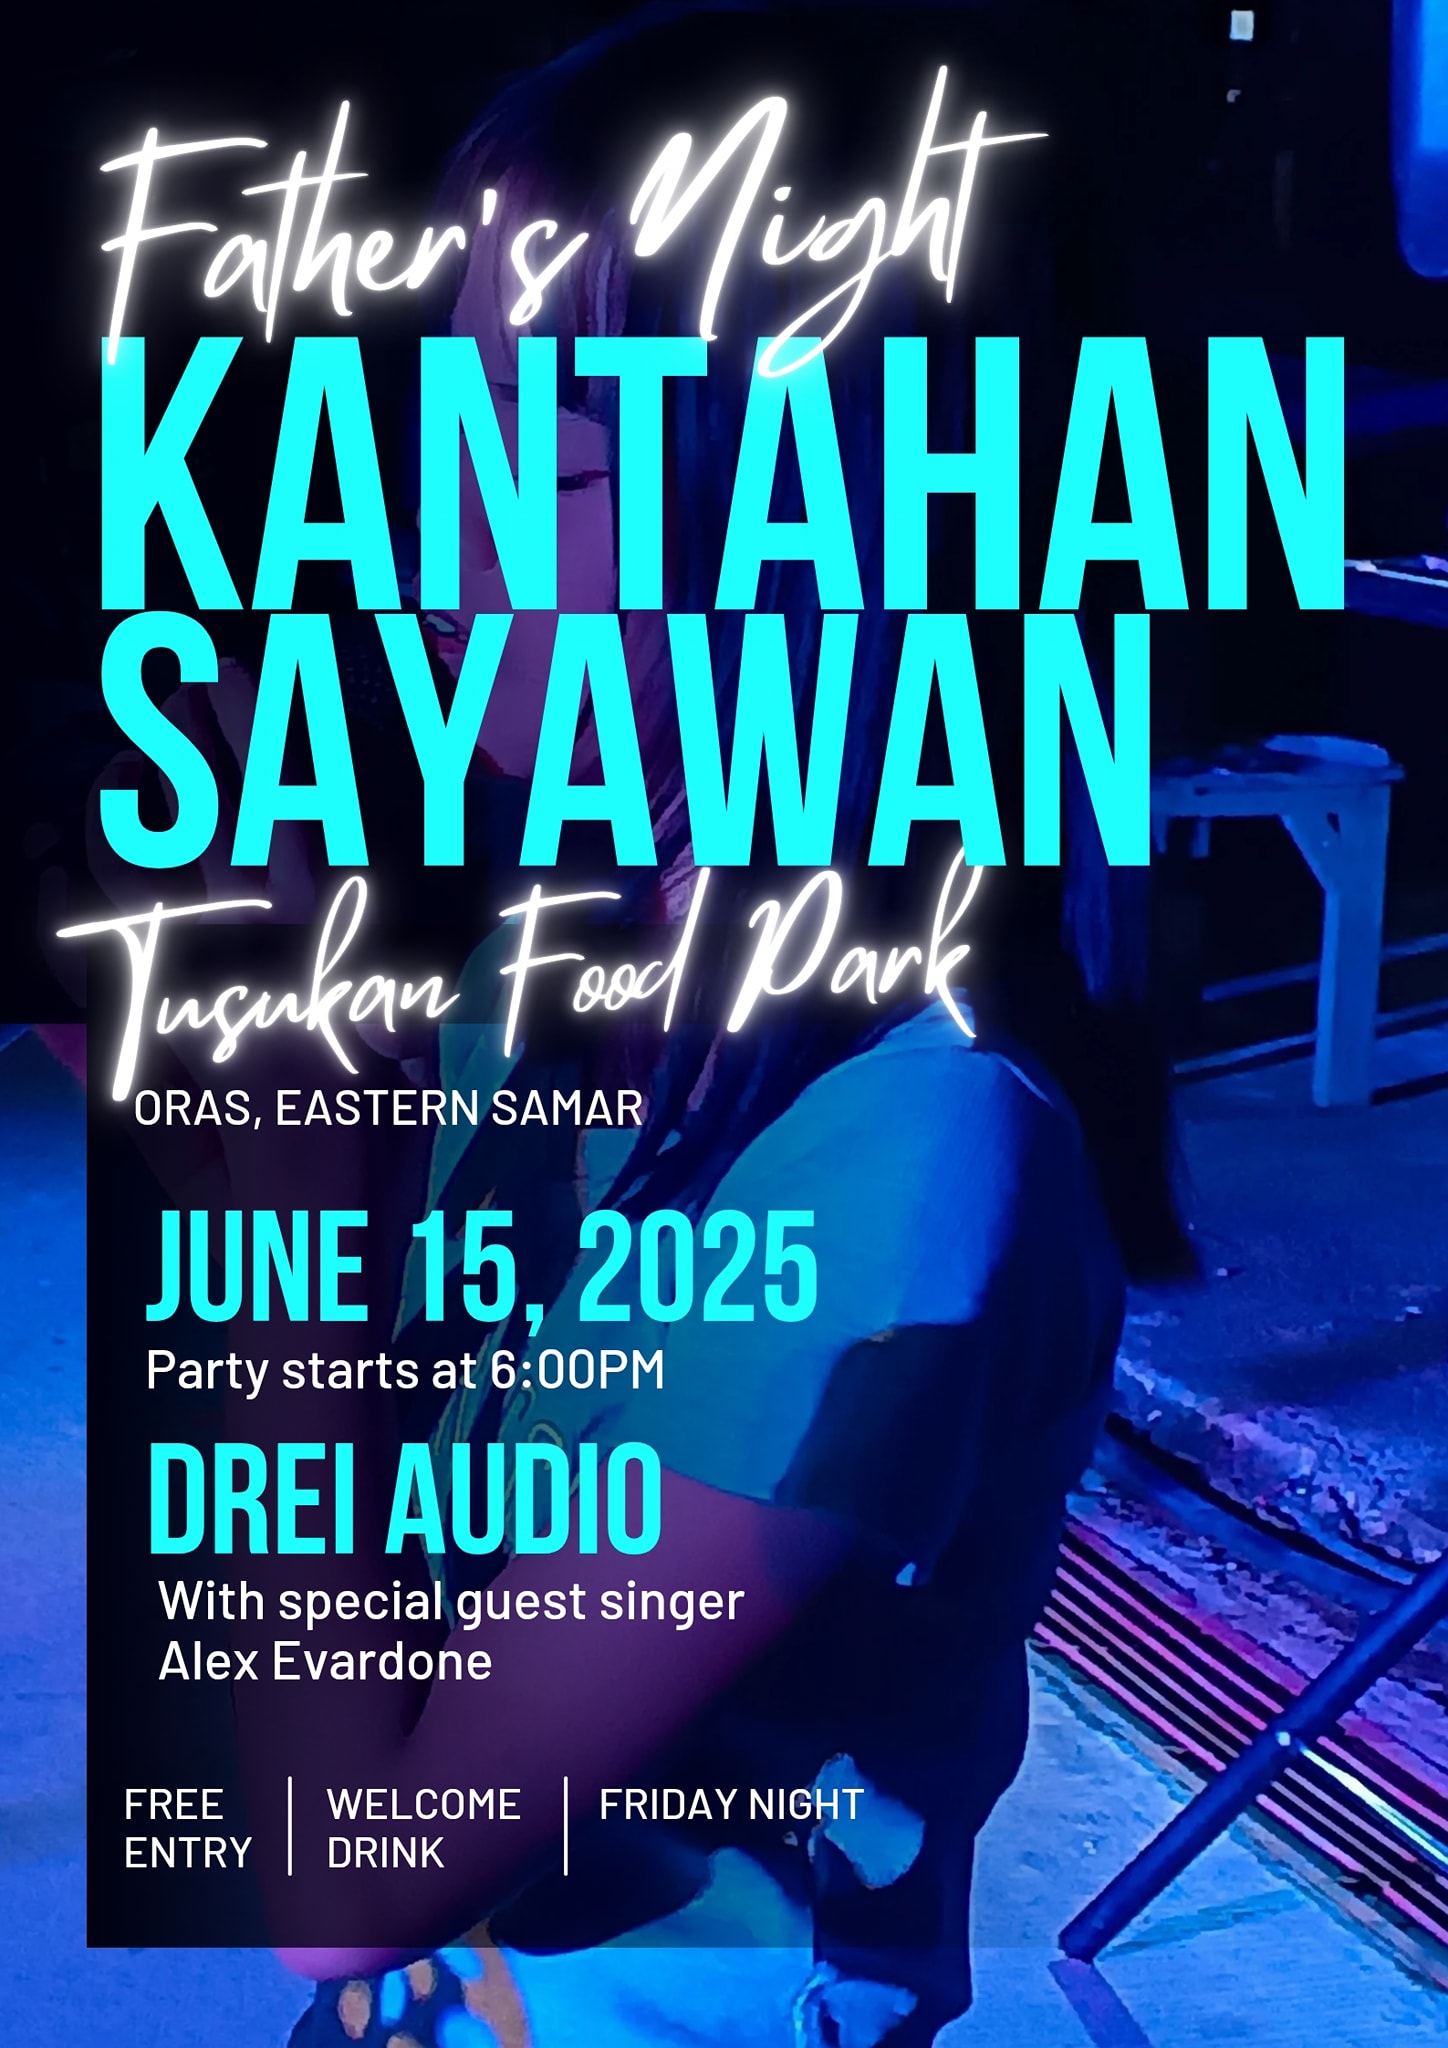 Father's Night
KANTAHAN
SAYAWAN
Tusukan Food Park
ORAS, EASTERN SAMAR
JUNE 15, 2025
Party starts at 6:00PM
DREI AUDIO
With special guest singer
Alex Evardone
FREE
ENTRY
WELCOME
DRINK
FRIDAY NIGHT